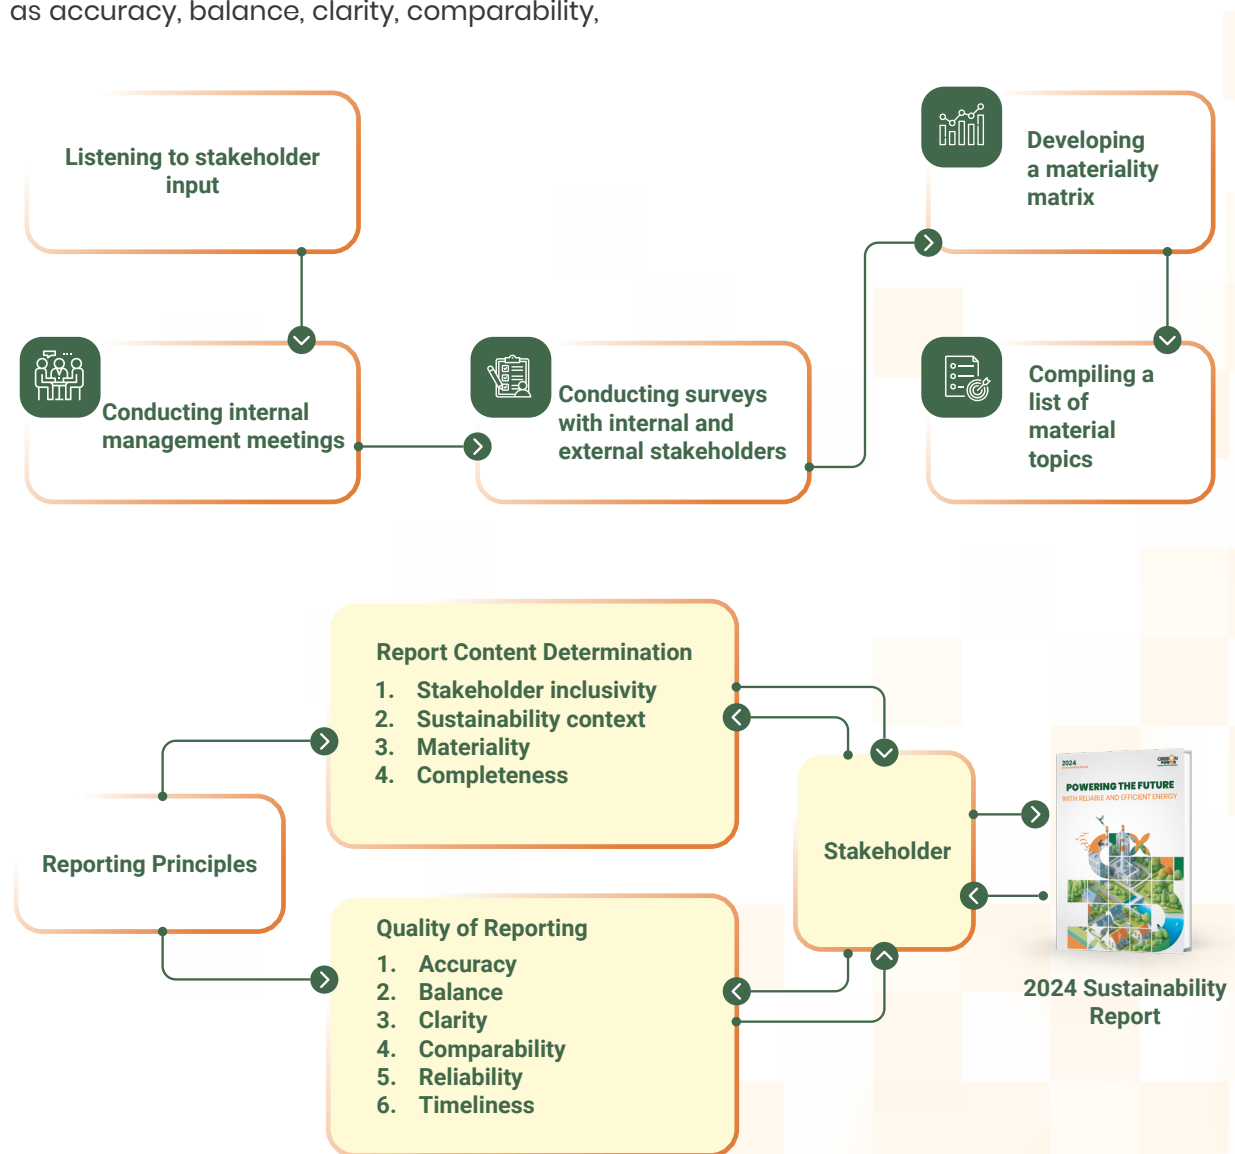 as accuracy, balance, clarity, comparability,
Listening to stakeholder
input
Developing
a materiality
matrix
Conducting internal
management meetings
Conducting surveys
with internal and
external stakeholders
Compiling a
list of
material
topics
Report Content Determination
1. Stakeholder inclusivity
2. Sustainability context
3. Materiality
4. Completeness
Reporting Principles
Stakeholder
2024
POWERING THE FUTURE
WITH RELIABLE AND EFFICIENT ENERGY
Quality of Reporting
1. Accuracy
2. Balance
3. Clarity
4. Comparability
5. Reliability
6. Timeliness
2024 Sustainability
Report